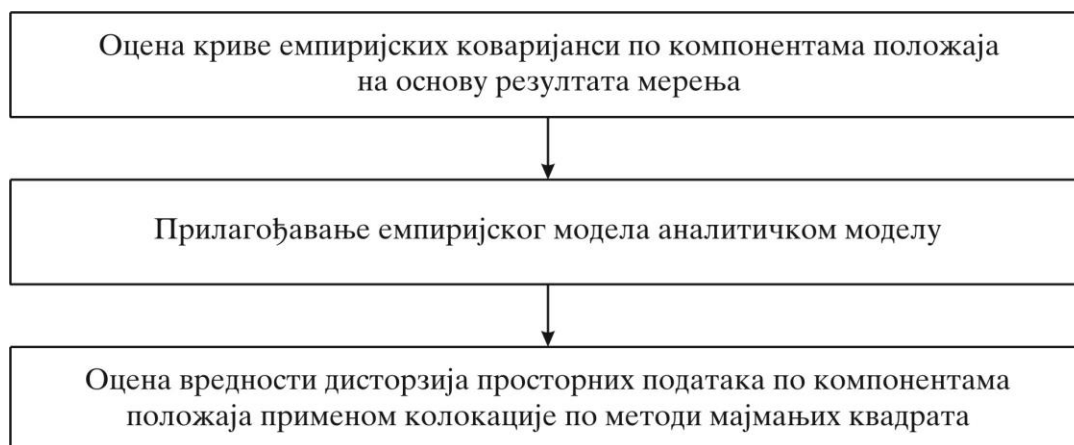 Оцена криве емпиријских коваријанси по компонентама положаја
на основу резултата мерења
Прилагођавање емпиријског модела аналитичком моделу
Оцена вредности дисторзија просторних података по компонентама
положаја применом колокације по методи мајмањих квадрата